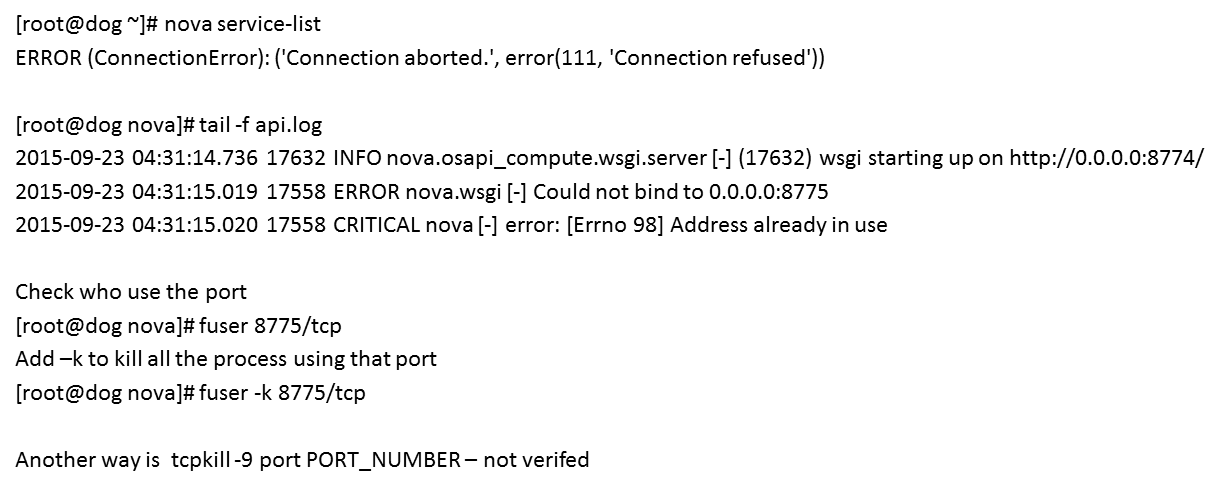 [root@dog ~]# nova service-list
ERROR (ConnectionError): ('Connection aborted.', error(111, 'Connection refused'))
[root@dog nova]# tail -f api.log
2015-09-23 04:31:14.736 17632 INFO nova.osapi_compute.wsgi.server [-] (17632) wsgi starting up on http://0.0.0.0:8774/
2015-09-23 04:31:15.019 17558 ERROR nova.wsgi [-] Could not bind to 0.0.0.0:8775
2015-09-23 04:31:15.020 17558 CRITICAL nova [-] error: [Errno 98] Address already in use
Check who use the port
[root@dog nova]# fuser 8775/tcp
Add –k to kill all the process using that port
[root@dog nova]# fuser -k 8775/tcp
Another way is  tcpkill -9 port PORT_NUMBER – not verifed